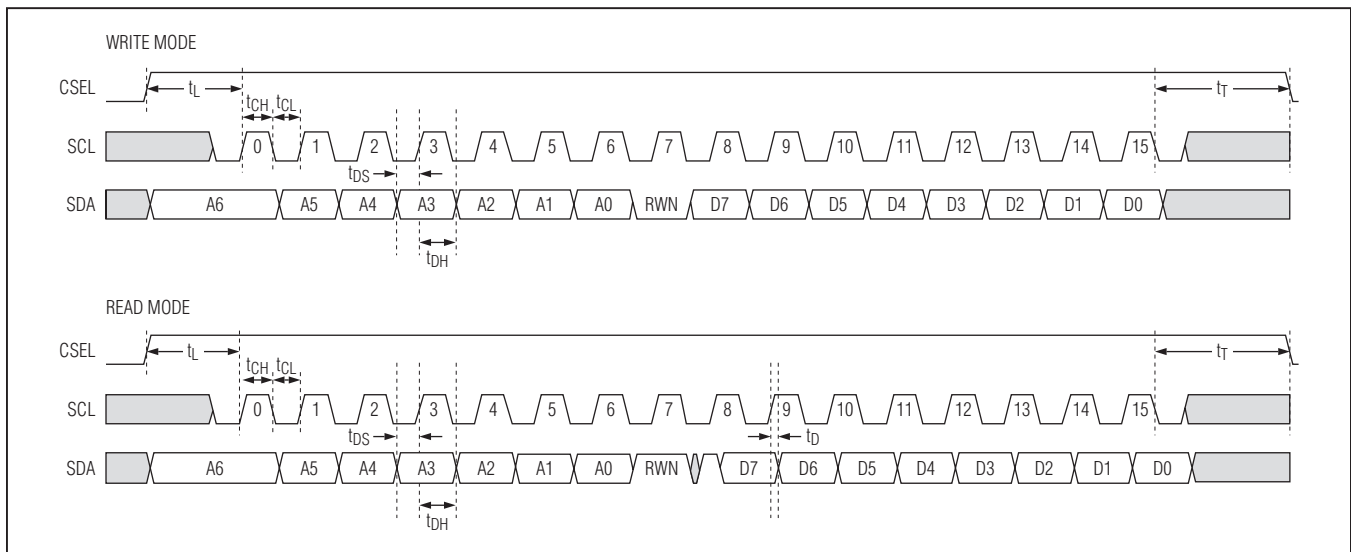 WRITE MODE
CSEL tL tT
tCH tCL
SCL 0 1 2 3 4 5 6 7 8 9 10 11 12 13 14 15
tDS
SDA A6 A5 A4 A3 A2 A1 A0 RWN D7 D6 D5 D4 D3 D2 D1 D0
tDH
READ MODE
CSEL tL tT
tCH tCL
SCL 0 1 2 3 4 5 6 7 8 9 10 11 12 13 14 15
tDS tD
SDA A6 A5 A4 A3 A2 A1 A0 RWN D7 D6 D5 D4 D3 D2 D1 D0
tDH